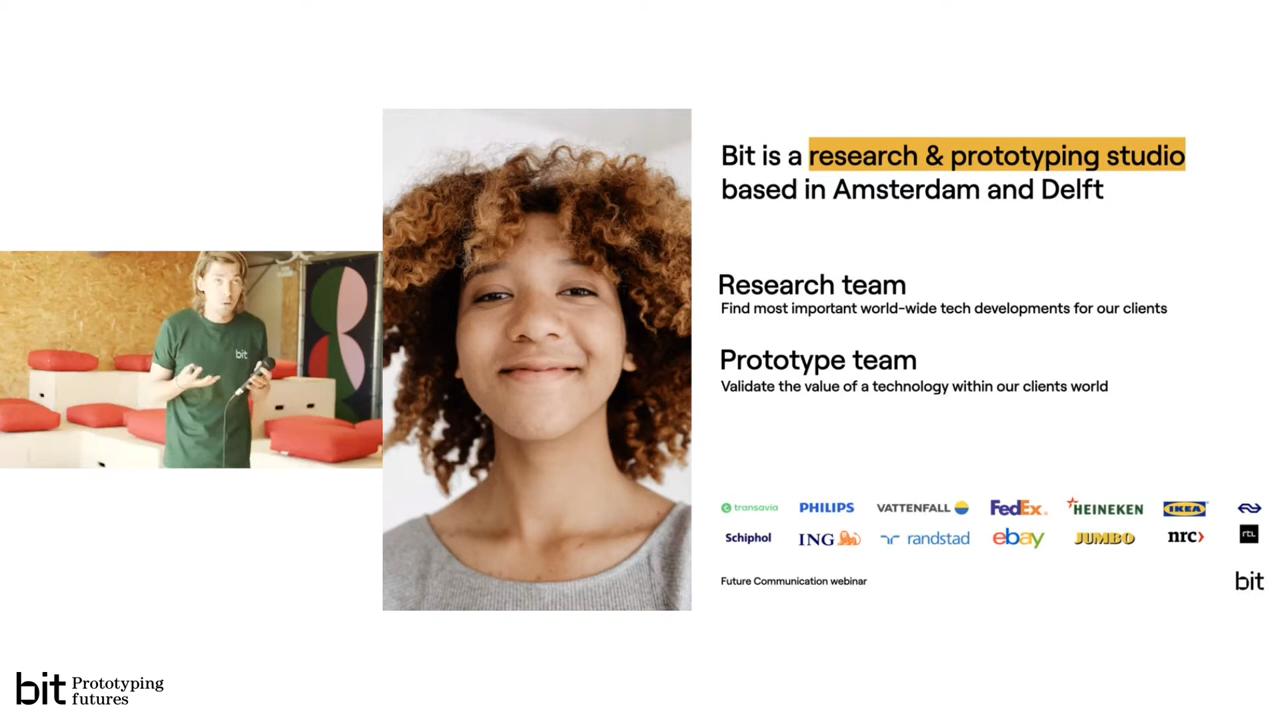 bit
Bit is a research & prototyping studio
based in Amsterdam and Delft
Research team
Find most important world-wide tech developments for our clients
Prototype team
Validate the value of a technology within our clients world
transavia PHILIPS VATTENFALL FedEx. HEINEKEN IKEA
Schiphol ING randstad ebay JUMBO nrc rtL
Future Communication webinar
bit
bit Prototyping
futures